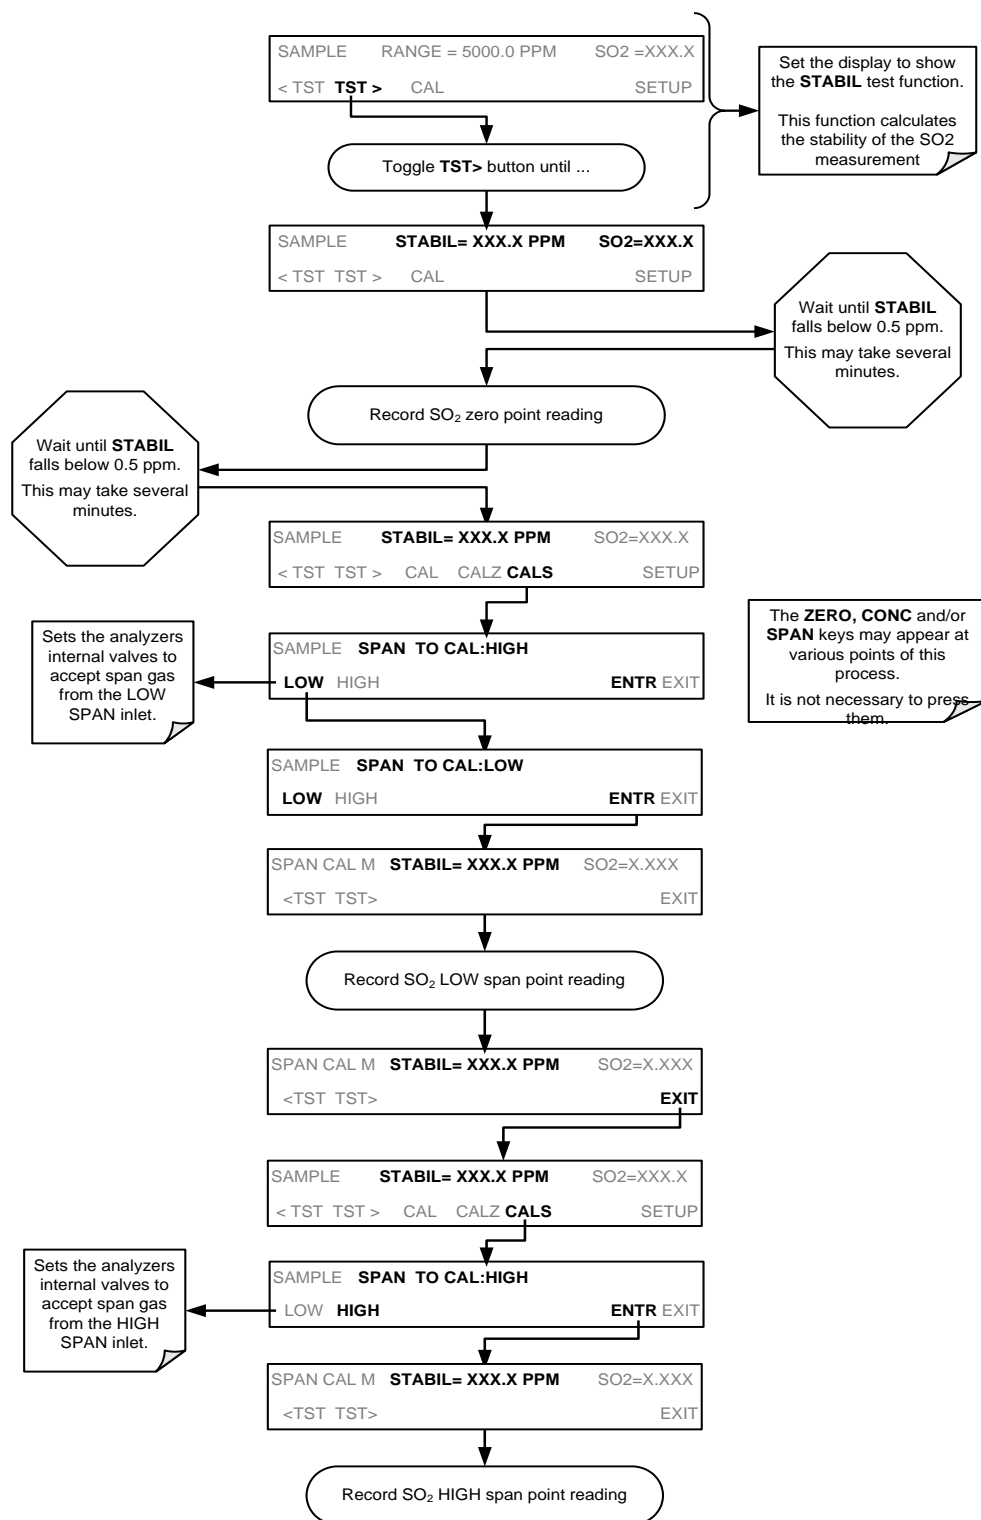 SAMPLE RANGE = 5000.0 PPM SO2 =XXX.X
< TST TST > CAL SETUP
Set the display to show
the STABIL test function.
This function calculates
the stability of the SO2
measurement
Toggle TST> button until ...
SAMPLE STABIL= XXX.X PPM SO2=XXX.X
< TST TST > CAL SETUP
Wait until STABIL
falls below 0.5 ppm.
This may take several
minutes.
Record SO2 zero point reading
Wait until STABIL
falls below 0.5 ppm.
This may take several
minutes.
SAMPLE STABIL= XXX.X PPM SO2=XXX.X
< TST TST > CAL CALZ CALS SETUP
The ZERO, CONC and/or
SPAN keys may appear at
various points of this
process.
It is not necessary to press
them.
Sets the analyzers
internal valves to
accept span gas
from the LOW
SPAN inlet.
SAMPLE SPAN TO CAL:HIGH
LOW HIGH ENTR EXIT
SAMPLE SPAN TO CAL:LOW
LOW HIGH ENTR EXIT
SPAN CAL M STABIL= XXX.X PPM SO2=X.XXX
<TST TST> EXIT
Record SO2 LOW span point reading
SPAN CAL M STABIL= XXX.X PPM SO2=X.XXX
<TST TST> EXIT
SAMPLE STABIL= XXX.X PPM SO2=XXX.X
< TST TST > CAL CALZ CALS SETUP
Sets the analyzers
internal valves to
accept span gas
from the HIGH
SPAN inlet.
SAMPLE SPAN TO CAL:HIGH
LOW HIGH ENTR EXIT
SPAN CAL M STABIL= XXX.X PPM SO2=X.XXX
<TST TST> EXIT
Record SO2 HIGH span point reading